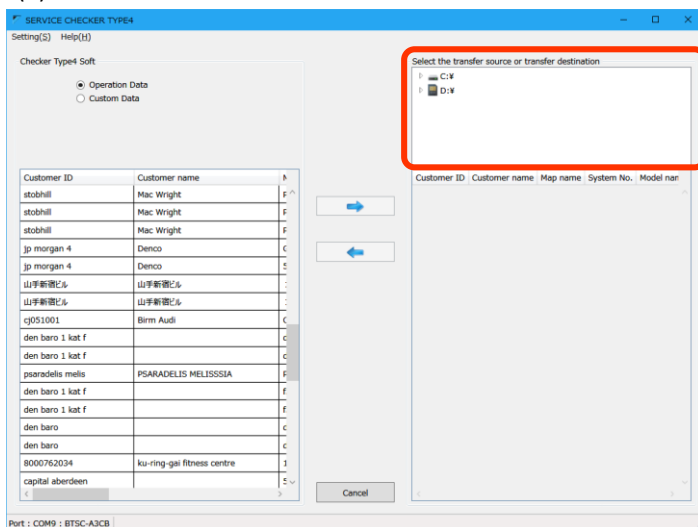 SERVICE CHECKER TYPE4
Setting(S) Help(H)
Checker Type4 Soft
Operation Data
Custom Data
Select the transfer source or transfer destination
C:¥
D:¥
Customer ID Customer name
stobhill Mac Wright
stobhill Mac Wright
stobhill Mac Wright
jp morgan 4 Denco
jp morgan 4 Denco
山手新宿ビル 山手新宿ビル
山手新宿ビル 山手新宿ビル
cj051001 Birm Audi
den baro 1 kat f
den baro 1 kat f
psaradelis melis PSARADELIS MELISSSIA
den baro 1 kat f
den baro 1 kat f
den baro
den baro
8000762034 ku-ring-gai fitness centre
capital aberdeen
Customer ID Customer name Map name System No. Model nam
Cancel
Port : COM9 : BTSC-A3CB